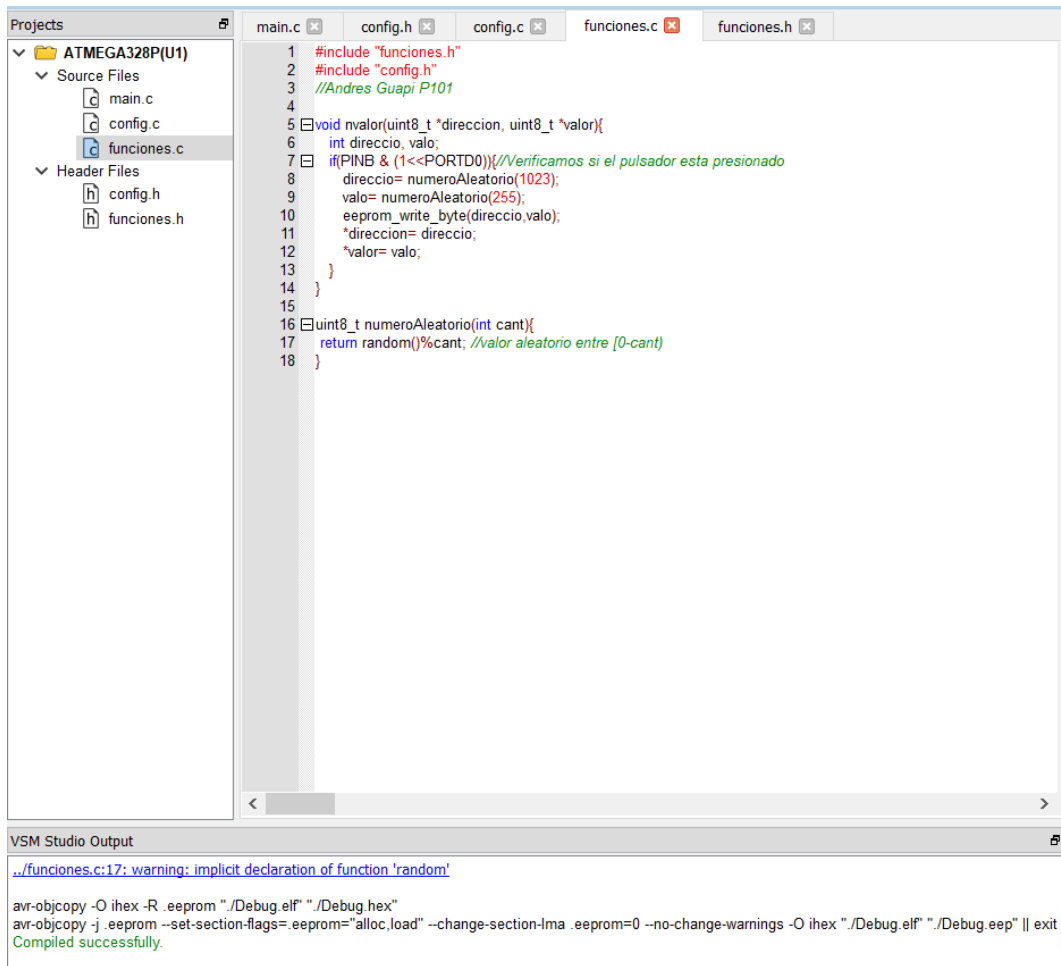 Projects
main.c
config.h
config.c
funciones.c
funciones.h
ATMEGA328P(U1)
Source Files
main.c
config.c
funciones.c
Header Files
config.h
funciones.h
1 #include "funciones.h"
2 #include "config.h"
3 //Andres Guapi P101
4
5 void nvalor(uint8_t *direccion, uint8_t *valor){
6 int direccio, valo;
7 if(PINB & (1<<PORTD0)){//Verificamos si el pulsador esta presionado
8 direccio= numeroAleatorio(1023);
9 valo= numeroAleatorio(255);
10 eeprom_write_byte(direccio,valo);
11 *direccion= direccio;
12 *valor= valo;
13 }
14 }
15
16 uint8_t numeroAleatorio(int cant){
17 return random()%cant; //valor aleatorio entre [0-cant)
18 }
VSM Studio Output
../funciones.c:17: warning: implicit declaration of function 'random'
avr-objcopy -O ihex -R .eeprom "./Debug.elf" "./Debug.hex"
avr-objcopy -j .eeprom --set-section-flags=.eeprom="alloc,load" --change-section-lma .eeprom=0 --no-change-warnings -O ihex "./Debug.elf" "./Debug.eep" || exit
Compiled successfully.